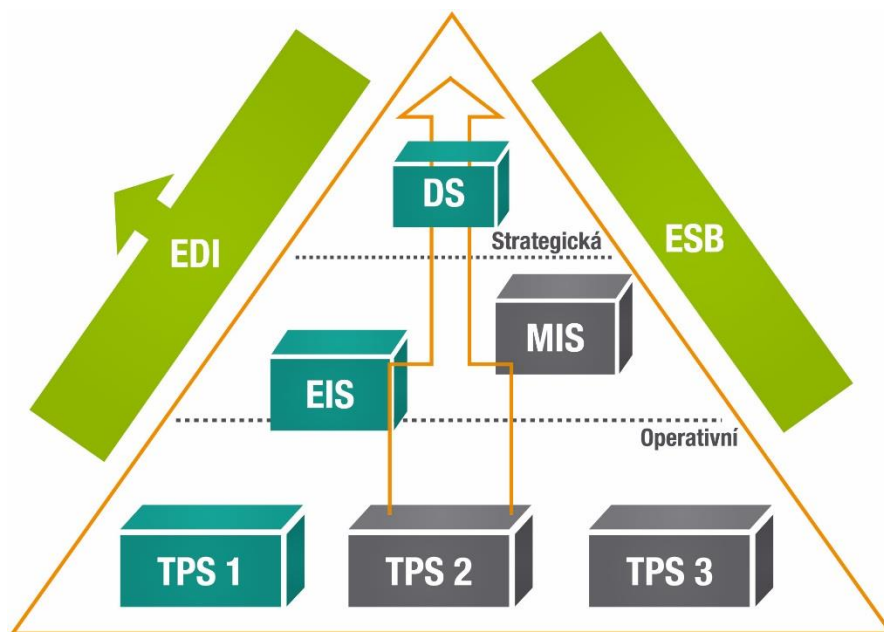 DS
Strategická
EDI
ESB
MIS
EIS
Operativní
TPS 1
TPS 2
TPS 3